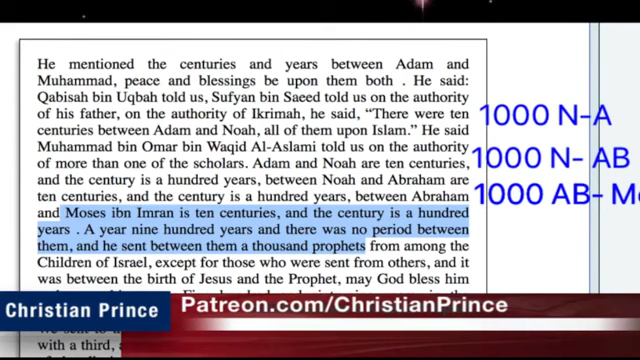 He mentioned the centuries and years between Adam and
Muhammad, peace and blessings be upon them both . He said:
Qabisah bin Uqbah told us, Sufyan bin Saeed told us on the authority
of his father, on the authority of Ikrimah, he said, “There were ten
centuries between Adam and Noah, all of them upon Islam.” He said
Muhammad bin Omar bin Waqid Al-Aslami told us on the authority
of more than one of the scholars. Adam and Noah are ten centuries,
and the century is a hundred years, between Noah and Abraham are
ten centuries, and the century is a hundred years, between Abraham
and Moses ibn Imran is ten centuries, and the century is a hundred
years . A year nine hundred years and there was no period between
them, and he sent between them a thousand prophets from among the
Children of Israel, except for those who were sent from others, and it
was between the birth of Jesus and the Prophet, may God bless him
with a third, a
1000 N-A
1000 N- AB
1000 AB- Mo
Christian Prince
Patreon.com/ChristianPrince